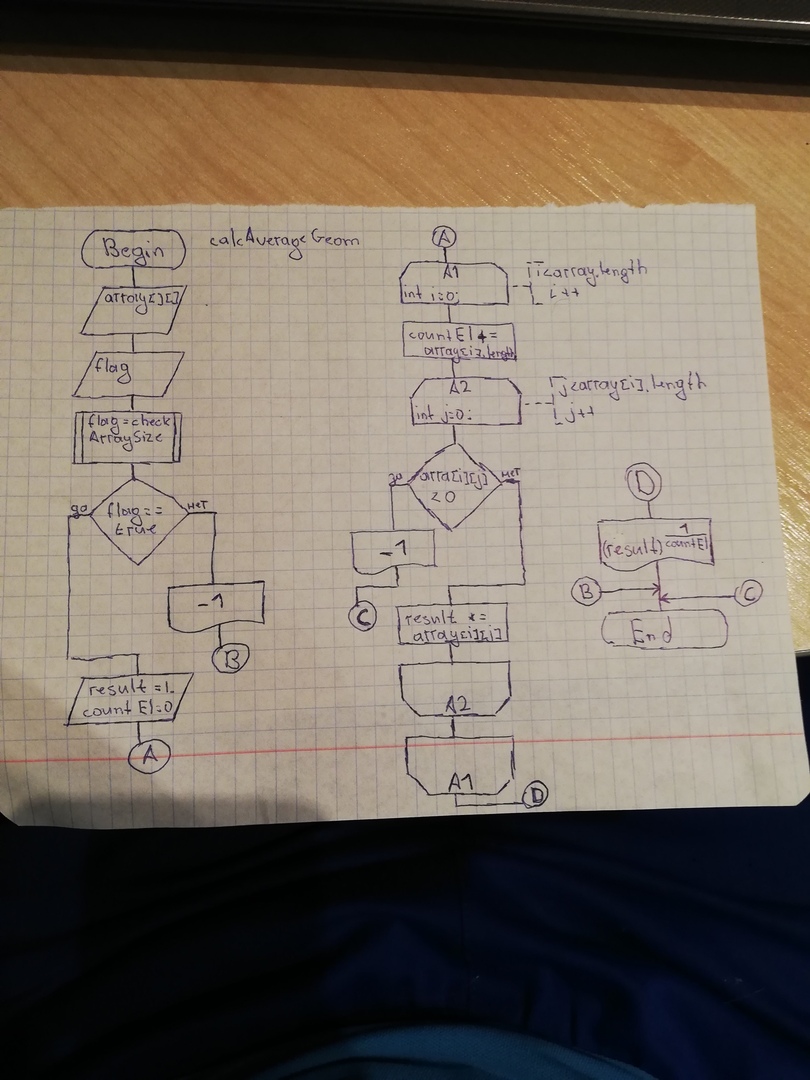 Begin
calcAverageGeom
array[][]
flag
flag=check
ArraySize
flag==
true
да
нет
-1
B
result =1.
countEl=0
A
A
A1
int i=0;
i<array.length
i++
countEl +=
array[i].length
A2
int j=0;
j<array[i].length
j++
arra[i][j]
<0
да
нет
-1
C
result *=
array[i][j]
A2
A1
D
D
(result)
1
countEl
B
C
End